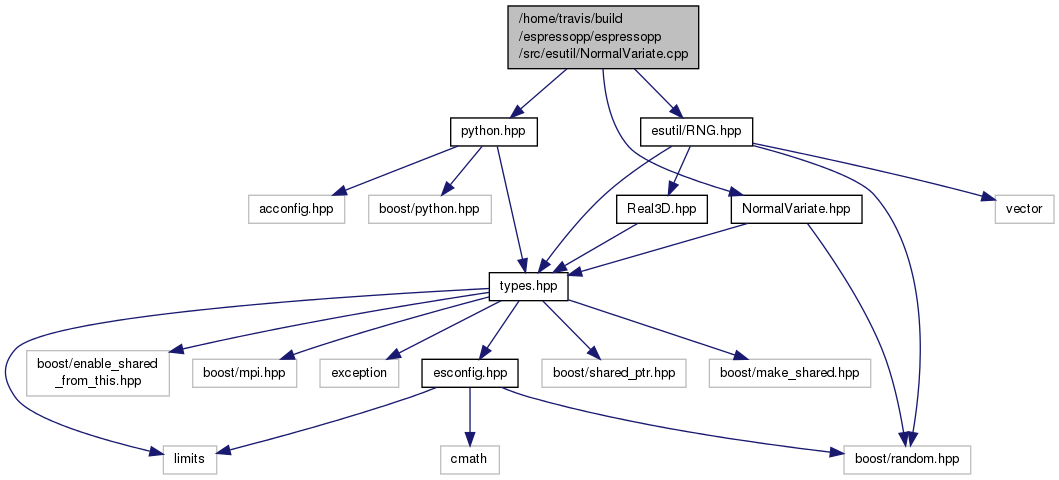 /home/travis/build
/espressopp/espressopp
/src/esutil/NormalVariate.cpp
python.hpp
esutil/RNG.hpp
acconfig.hpp
boost/python.hpp
Real3D.hpp
NormalVariate.hpp
vector
types.hpp
boost/enable_shared
_from_this.hpp
boost/mpi.hpp
exception
esconfig.hpp
boost/shared_ptr.hpp
boost/make_shared.hpp
limits
cmath
boost/random.hpp